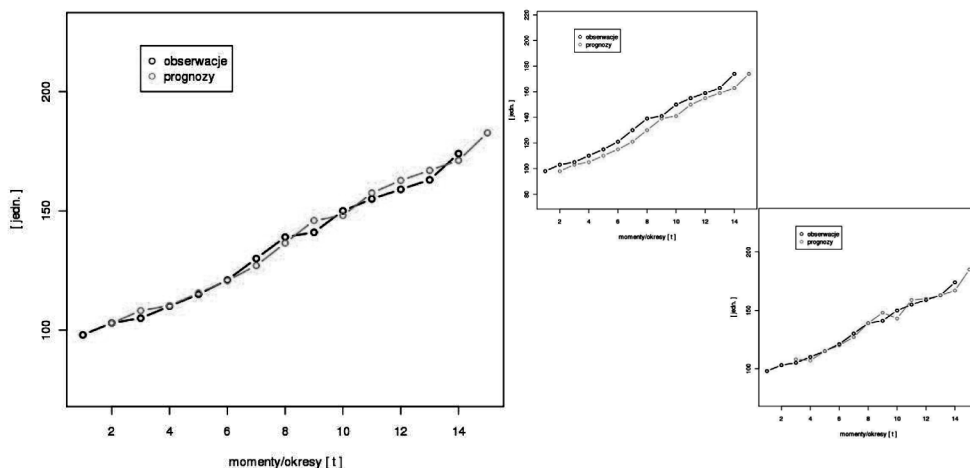 200
150
100
[ jedn. ]
obserwacje
prognozy
2 4 6 8 10 12 14
momenty/okresy [ t ]
220
200
180
160
140
120
100
80
[ jedn. ]
obserwacje
prognozy
2 4 6 8 10 12 14
momenty/okresy [ t ]
200
150
100
[ jedn. ]
obserwacje
prognozy
2 4 6 8 10 12 14
momenty/okresy [ t ]